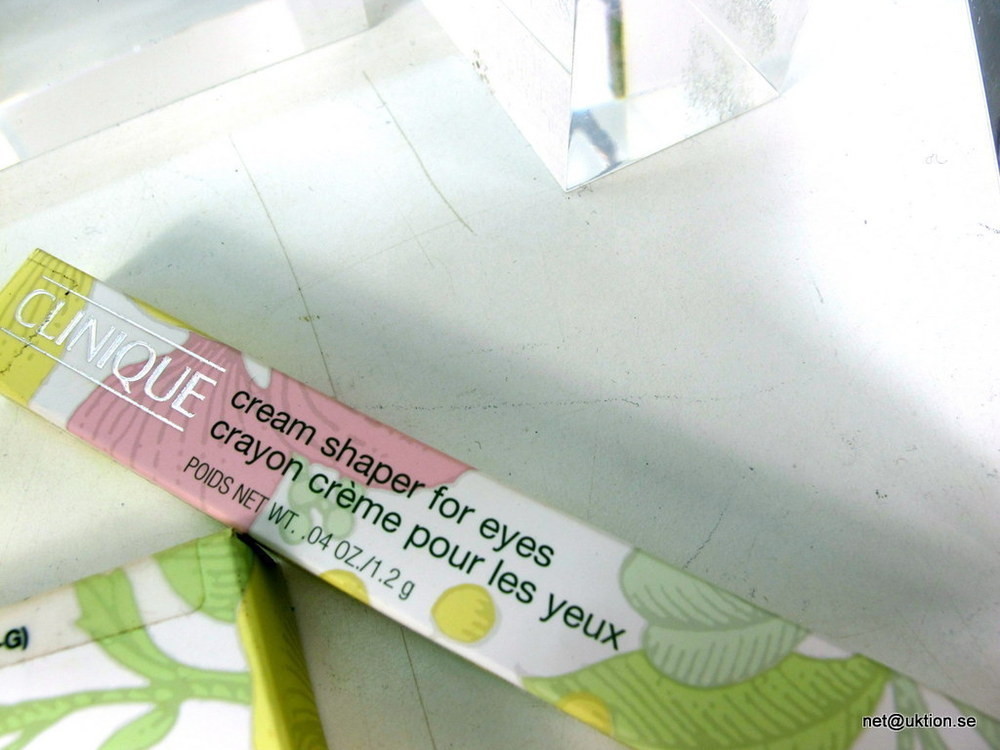 CLINIQUE
cream shaper for eyes
crayon crème pour les yeux
POIDS NET WT. .04 OZ./1.2 g
-G)
net@uktion.se